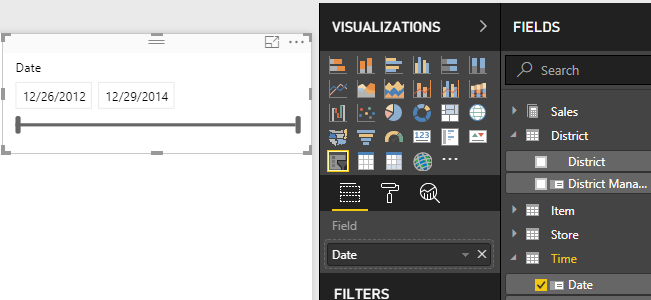 Date
12/26/2012 12/29/2014
VISUALIZATIONS
123
Field
Date
FILTERS
FIELDS
Search
Sales
District
District
District Mana...
Item
Store
Time
Date